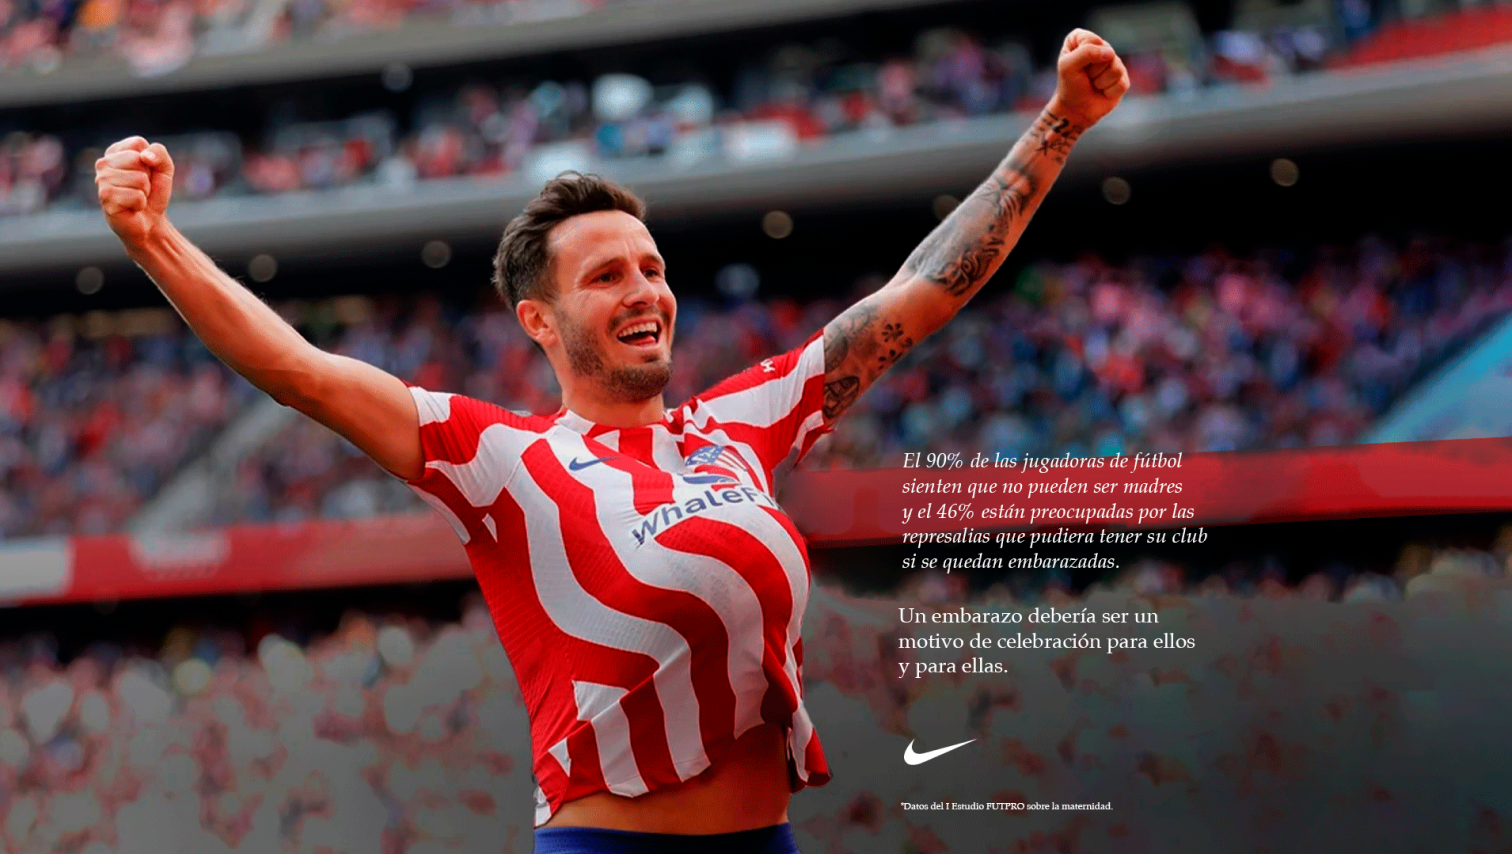 WhaleF
El 90% de las jugadoras de fútbol
sienten que no pueden ser madres
y el 46% están preocupadas por las
represalias que pudiera tener su club
si se quedan embarazadas.
Un embarazo debería ser un
motivo de celebración para ellos
y para ellas.
*Datos del I Estudio FUTPRO sobre la maternidad.